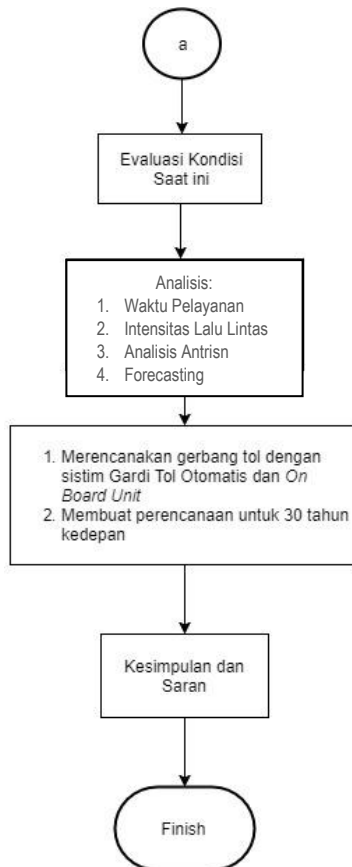 a
Evaluasi Kondisi
Saat ini
Analisis:
1. Waktu Pelayanan
2. Intensitas Lalu Lintas
3. Analisis Antrisn
4. Forecasting
1. Merencanakan gerbang tol dengan
sistim Gardi Tol Otomatis dan On
Board Unit
2. Membuat perencanaan untuk 30 tahun
kedepan
Kesimpulan dan
Saran
Finish